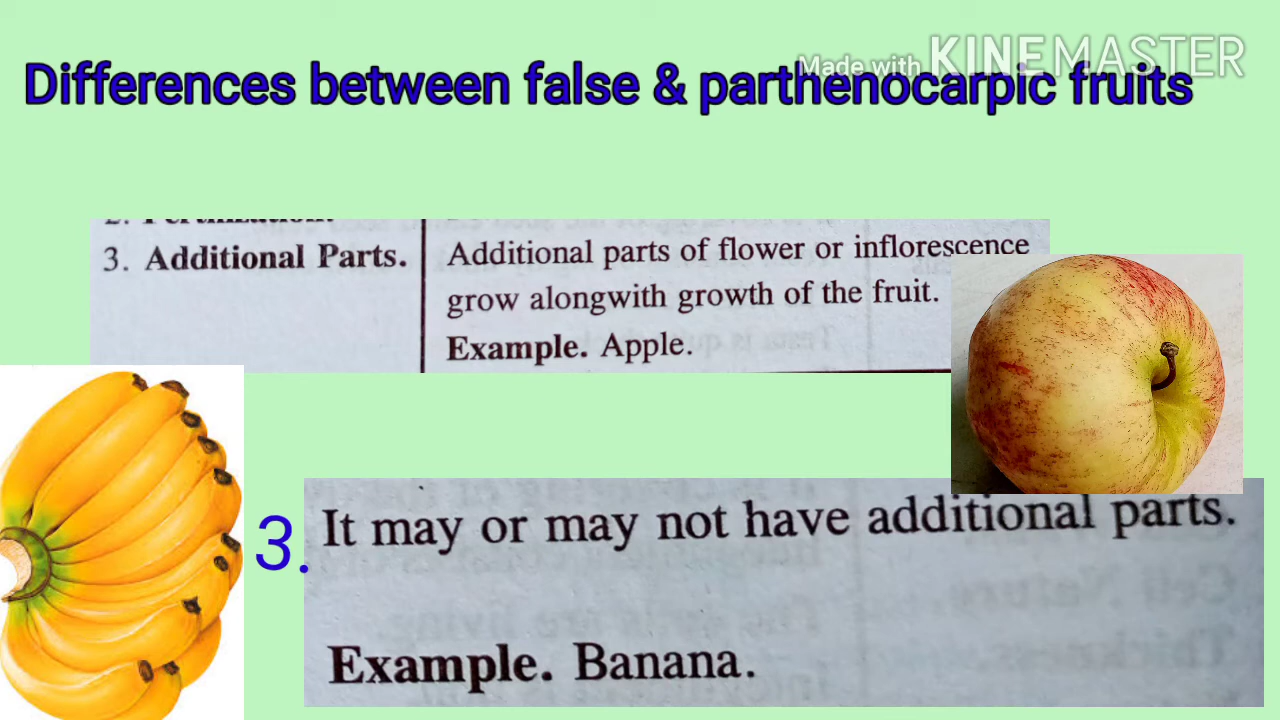 Made with KINEMASTER
Differences between false & parthenocarpic fruits
3. Additional Parts.
Additional parts of flower or inflorescence
grow alongwith growth of the fruit.
Example. Apple.
3.
It may or may not have additional parts.
Example. Banana.